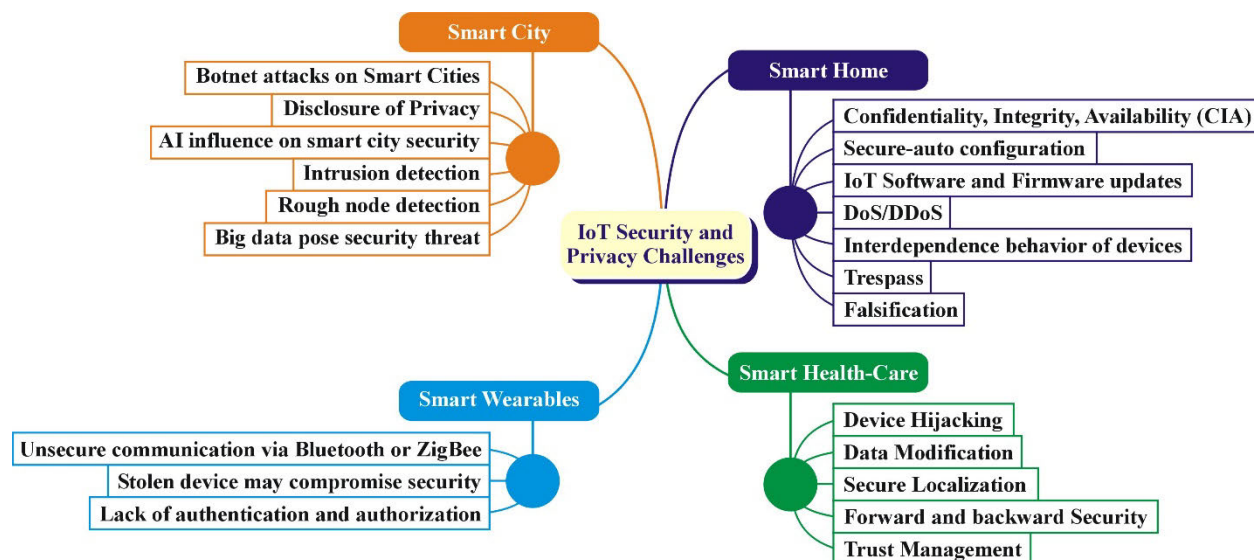 Smart City
Botnet attacks on Smart Cities
Disclosure of Privacy
AI influence on smart city security
Intrusion detection
Rough node detection
Big data pose security threat
Smart Home
Confidentiality, Integrity, Availability (CIA)
Secure-auto configuration
IoT Software and Firmware updates
DoS/DDoS
Interdependence behavior of devices
Trespass
Falsification
IoT Security and
Privacy Challenges
Smart Wearables
Unsecure communication via Bluetooth or ZigBee
Stolen device may compromise security
Lack of authentication and authorization
Smart Health-Care
Device Hijacking
Data Modification
Secure Localization
Forward and backward Security
Trust Management